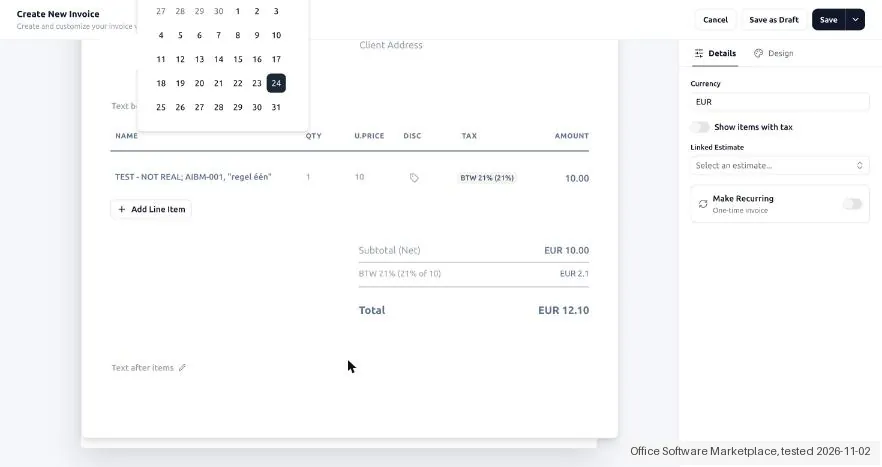 Create New Invoice
Create and customize your invoice
Cancel
Save as Draft
Save
27 28 29 30 1 2 3
4 5 6 7 8 9 10
11 12 13 14 15 16 17
18 19 20 21 22 23 24
25 26 27 28 29 30 31
Client Address
Text
NAME QTY U.PRICE DISC TAX AMOUNT
TEST - NOT REAL; AIBM-001, "regel één" 1 10 BTW 21% (21%) 10.00
+ Add Line Item
Subtotal (Net) EUR 10.00
BTW 21% (21% of 10) EUR 2.1
Total EUR 12.10
Text after items
Details
Design
Currency
EUR
Show items with tax
Linked Estimate
Select an estimate...
Make Recurring
One-time invoice
Office Software Marketplace, tested 2026-11-02